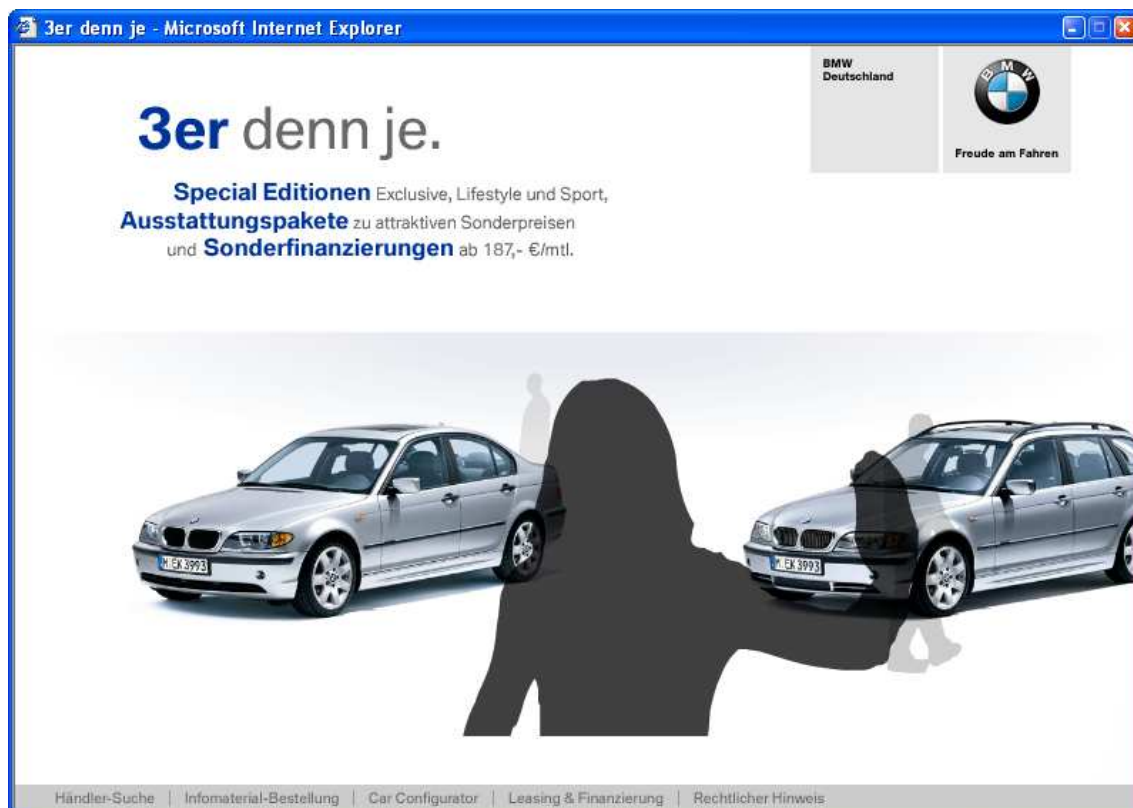 3er denn je - Microsoft Internet Explorer
BMW
Deutschland
BMW
Freude am Fahren
3er denn je.
Special Editionen Exclusive, Lifestyle und Sport,
Ausstattungspakete zu attraktiven Sonderpreisen
und Sonderfinanzierungen ab 187,- €/mtl.
M EK 3993
M EK 3993
Händler-Suche | Infomaterial-Bestellung | Car Configurator | Leasing & Finanzierung | Rechtlicher Hinweis